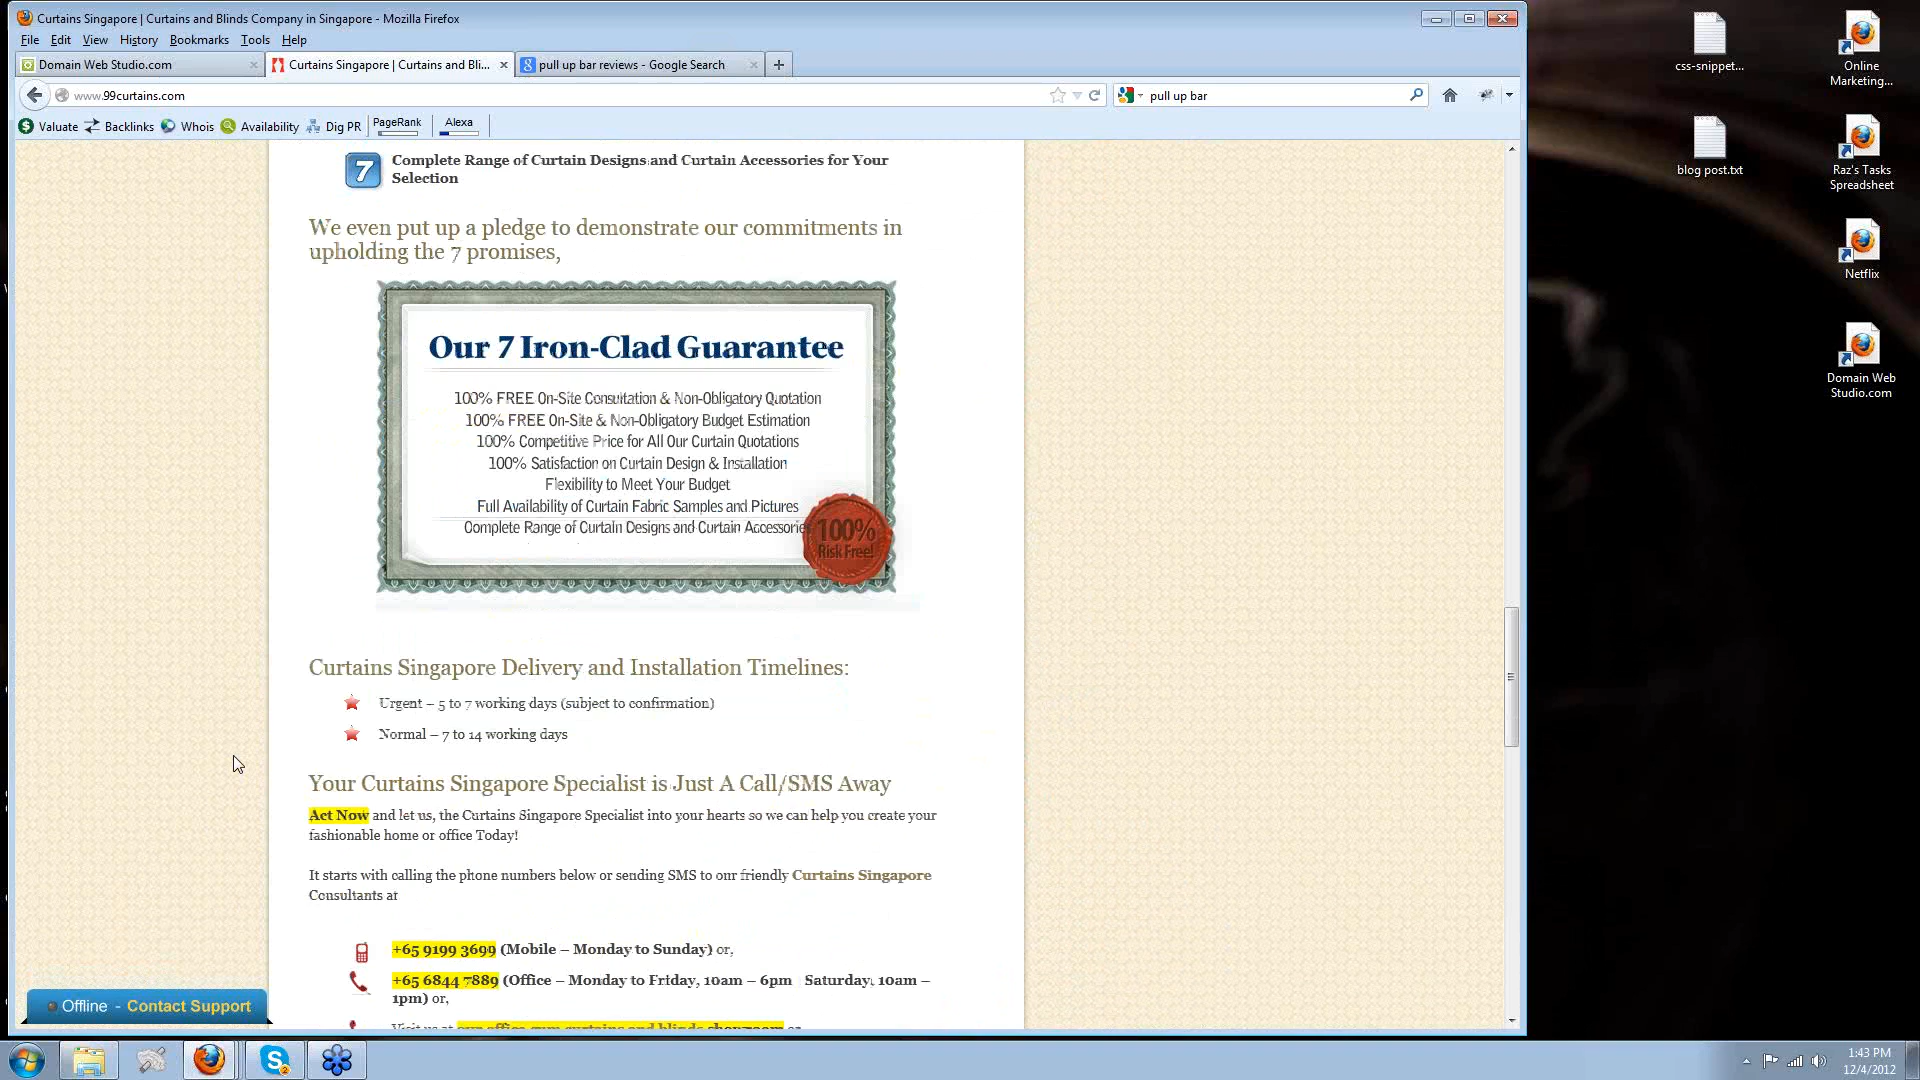 Curtains Singapore | Curtains and Blinds Company in Singapore - Mozilla Firefox
File Edit View History Bookmarks Tools Help
Domain Web Studio.com
Curtains Singapore | Curtains and Bli...
pull up bar reviews - Google Search
www.99curtains.com
pull up bar
Valuate Backlinks Whois Availability Dig PR PageRank Alexa
7 Complete Range of Curtain Designs and Curtain Accessories for Your
Selection
We even put up a pledge to demonstrate our commitments in
upholding the 7 promises,
Our 7 Iron-Clad Guarantee
100% FREE On-Site Consultation & Non-Obligatory Quotation
100% FREE On-Site & Non-Obligatory Budget Estimation
100% Competitive Price for All Our Curtain Quotations
100% Satisfaction on Curtain Design & Installation
Flexibility to Meet Your Budget
Full Availability of Curtain Fabric Samples and Pictures
Complete Range of Curtain Designs and Curtain Accessories
100%
Risk Free!
Curtains Singapore Delivery and Installation Timelines:
Urgent – 5 to 7 working days (subject to confirmation)
Normal – 7 to 14 working days
Your Curtains Singapore Specialist is Just A Call/SMS Away
Act Now and let us, the Curtains Singapore Specialist into your hearts so we can help you create your
fashionable home or office Today!
It starts with calling the phone numbers below or sending SMS to our friendly Curtains Singapore
Consultants at
+65 9199 3699 (Mobile – Monday to Sunday) or,
+65 6844 7889 (Office – Monday to Friday, 10am – 6pm Saturday, 10am –
1pm) or,
Visit us at our office cum curtains and blinds showroom or
Offline - Contact Support
css-snippet...
blog post.txt
Online
Marketing...
Raz's Tasks
Spreadsheet
Netflix
Domain Web
Studio.com
1:43 PM
12/4/2012